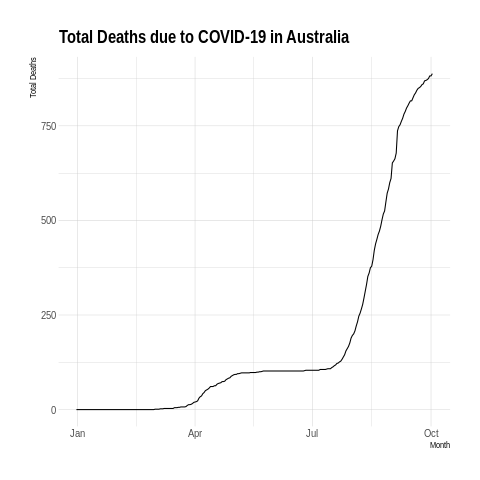 Total Deaths due to COVID-19 in Australia
Total Deaths
750
500
250
0
Jan Apr Jul Oct
Month